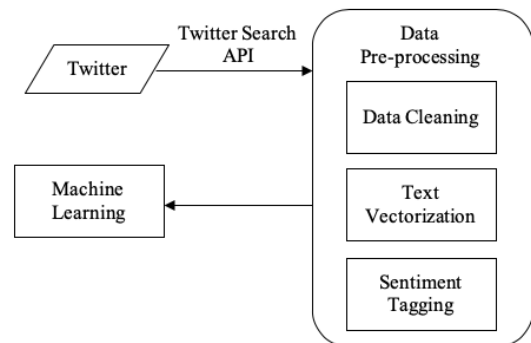 Twitter
Twitter Search
API
Data
Pre-processing
Data Cleaning
Text
Vectorization
Sentiment
Tagging
Machine
Learning